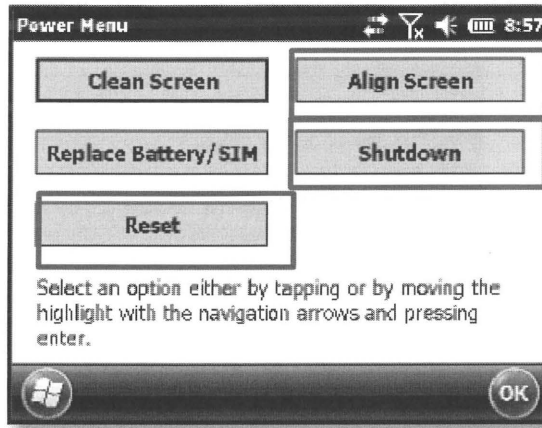 Power Menu 8:57
Clean Screen Align Screen
Replace Battery/SIM Shutdown
Reset
Select an option either by tapping or by moving the
highlight with the navigation arrows and pressing
enter.
OK